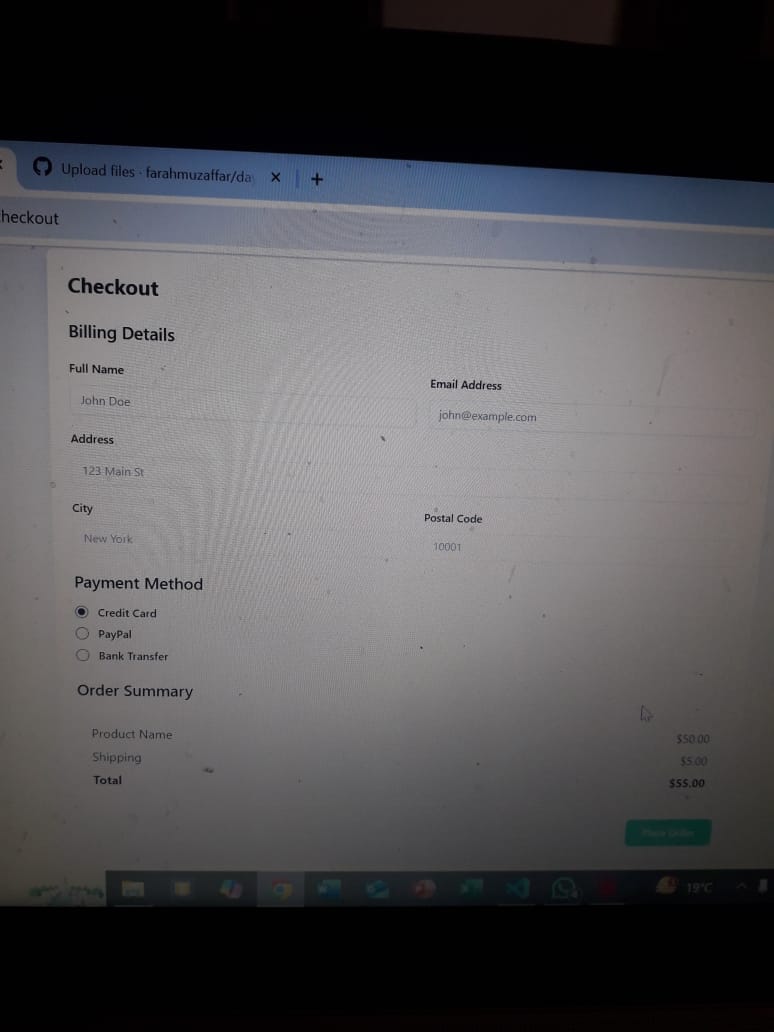 Upload files · farahmuzaffar/da
heckout
Checkout
Billing Details
Full Name
Email Address
John Doe
john@example.com
Address
123 Main St
City
Postal Code
New York
10001
Payment Method
Credit Card
PayPal
Bank Transfer
Order Summary
Product Name $50.00
Shipping $5.00
Total $55.00
Place Order
19°C